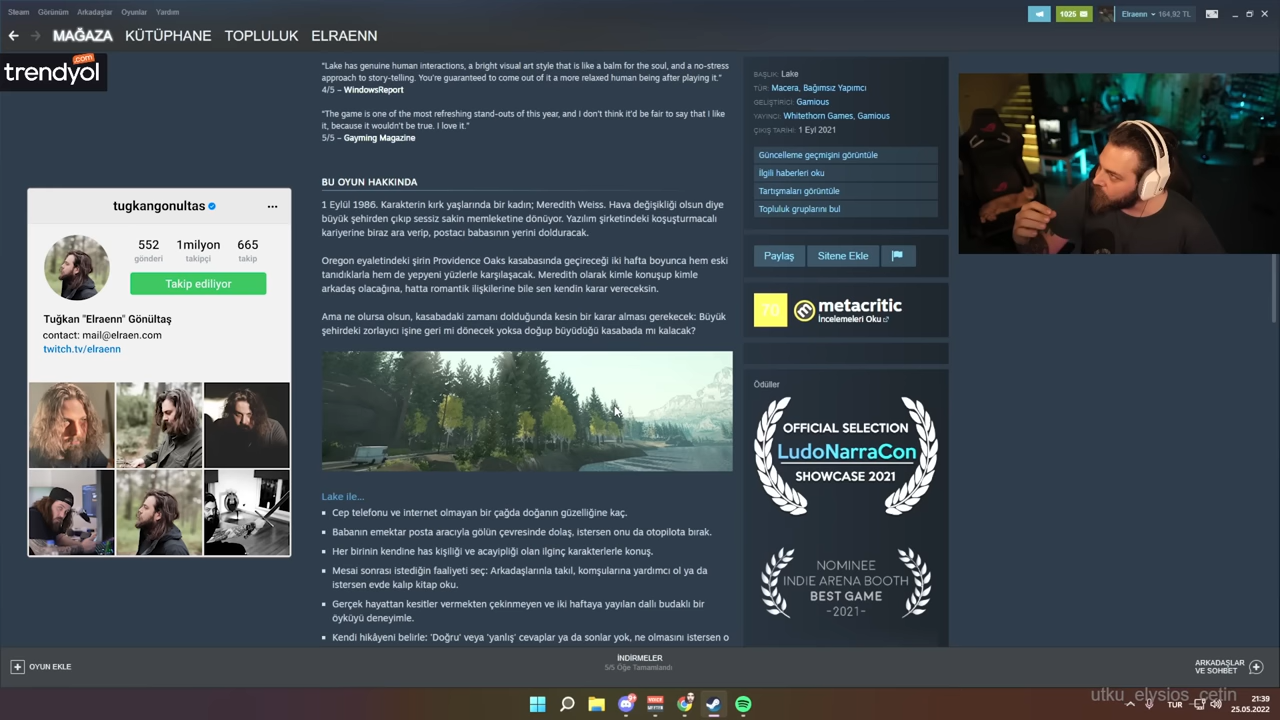 Steam Görünüm Arkadaşlar Oyunlar Yardım
1025
Elraenn 164,92 TL
MAĞAZA KÜTÜPHANE TOPLULUK ELRAENN
trendyol
.com
"Lake has genuine human interactions, a bright visual art style that is like a balm for the soul, and a no-stress
approach to story-telling. You're guaranteed to come out of it a more relaxed human being after playing it."
4/5 – WindowsReport
"The game is one of the most refreshing stand-outs of this year, and I don't think it'd be fair to say that I like
it, because it wouldn't be true. I love it."
5/5 – Gayming Magazine
BU OYUN HAKKINDA
1 Eylül 1986. Karakterin kırk yaşlarında bir kadın; Meredith Weiss. Hava değişikliği olsun diye
büyük şehirden çıkıp sessiz sakin memleketine dönüyor. Yazılım şirketindeki koşuşturmacalı
kariyerine biraz ara verip, postacı babasının yerini dolduracak.
Oregon eyaletindeki şirin Providence Oaks kasabasında geçireceği iki hafta boyunca hem eski
tanıdıklarla hem de yepyeni yüzlerle karşılaşacak. Meredith olarak kimle konuşup kimle
arkadaş olacağına, hatta romantik ilişkilerine bile sen kendin karar vereceksin.
Ama ne olursa olsun, kasabadaki zamanı dolduğunda kesin bir karar alması gerekecek: Büyük
şehirdeki zorlayıcı işine geri mi dönecek yoksa doğup büyüdüğü kasabada mı kalacak?
Lake ile...
Cep telefonu ve internet olmayan bir çağda doğanın güzelliğine kaç.
Babanın emektar posta aracıyla gölün çevresinde dolaş, istersen onu da otopilota bırak.
Her birinin kendine has kişiliği ve acayipliği olan ilginç karakterlerle konuş.
Mesai sonrası istediğin faaliyeti seç: Arkadaşlarınla takıl, komşularına yardımcı ol ya da
istersen evde kalıp kitap oku.
Gerçek hayattan kesitler vermekten çekinmeyen ve iki haftaya yayılan dallı budaklı bir
öyküyü deneyimle.
Kendi hikâyeni belirle: 'Doğru' veya 'yanlış' cevaplar ya da sonlar yok, ne olmasını istersen o
tugkangonultas
552 1milyon 665
gönderi takipçi takip
Takip ediliyor
Tuğkan "Elraenn" Gönültaş
contact: mail@elraen.com
twitch.tv/elraenn
BAŞLIK: Lake
TÜR: Macera, Bağımsız Yapımcı
GELİŞTİRİCİ: Gamious
YAYINCI: Whitethorn Games, Gamious
ÇIKIŞ TARİHİ: 1 Eyl 2021
Güncelleme geçmişini görüntüle
İlgili haberleri oku
Tartışmaları görüntüle
Topluluk gruplarını bul
Paylaş Sitene Ekle
70 metacritic
İncelemeleri Oku
Ödüller
OFFICIAL SELECTION
LudoNarraCon
SHOWCASE 2021
NOMINEE
INDIE ARENA BOOTH
BEST GAME
-2021-
OYUN EKLE
İNDİRMELER
5/5 Öğe Tamamlandı
ARKADAŞLAR
VE SOHBET
utku_elysios_cetin
TUR
21:39
25.05.2022